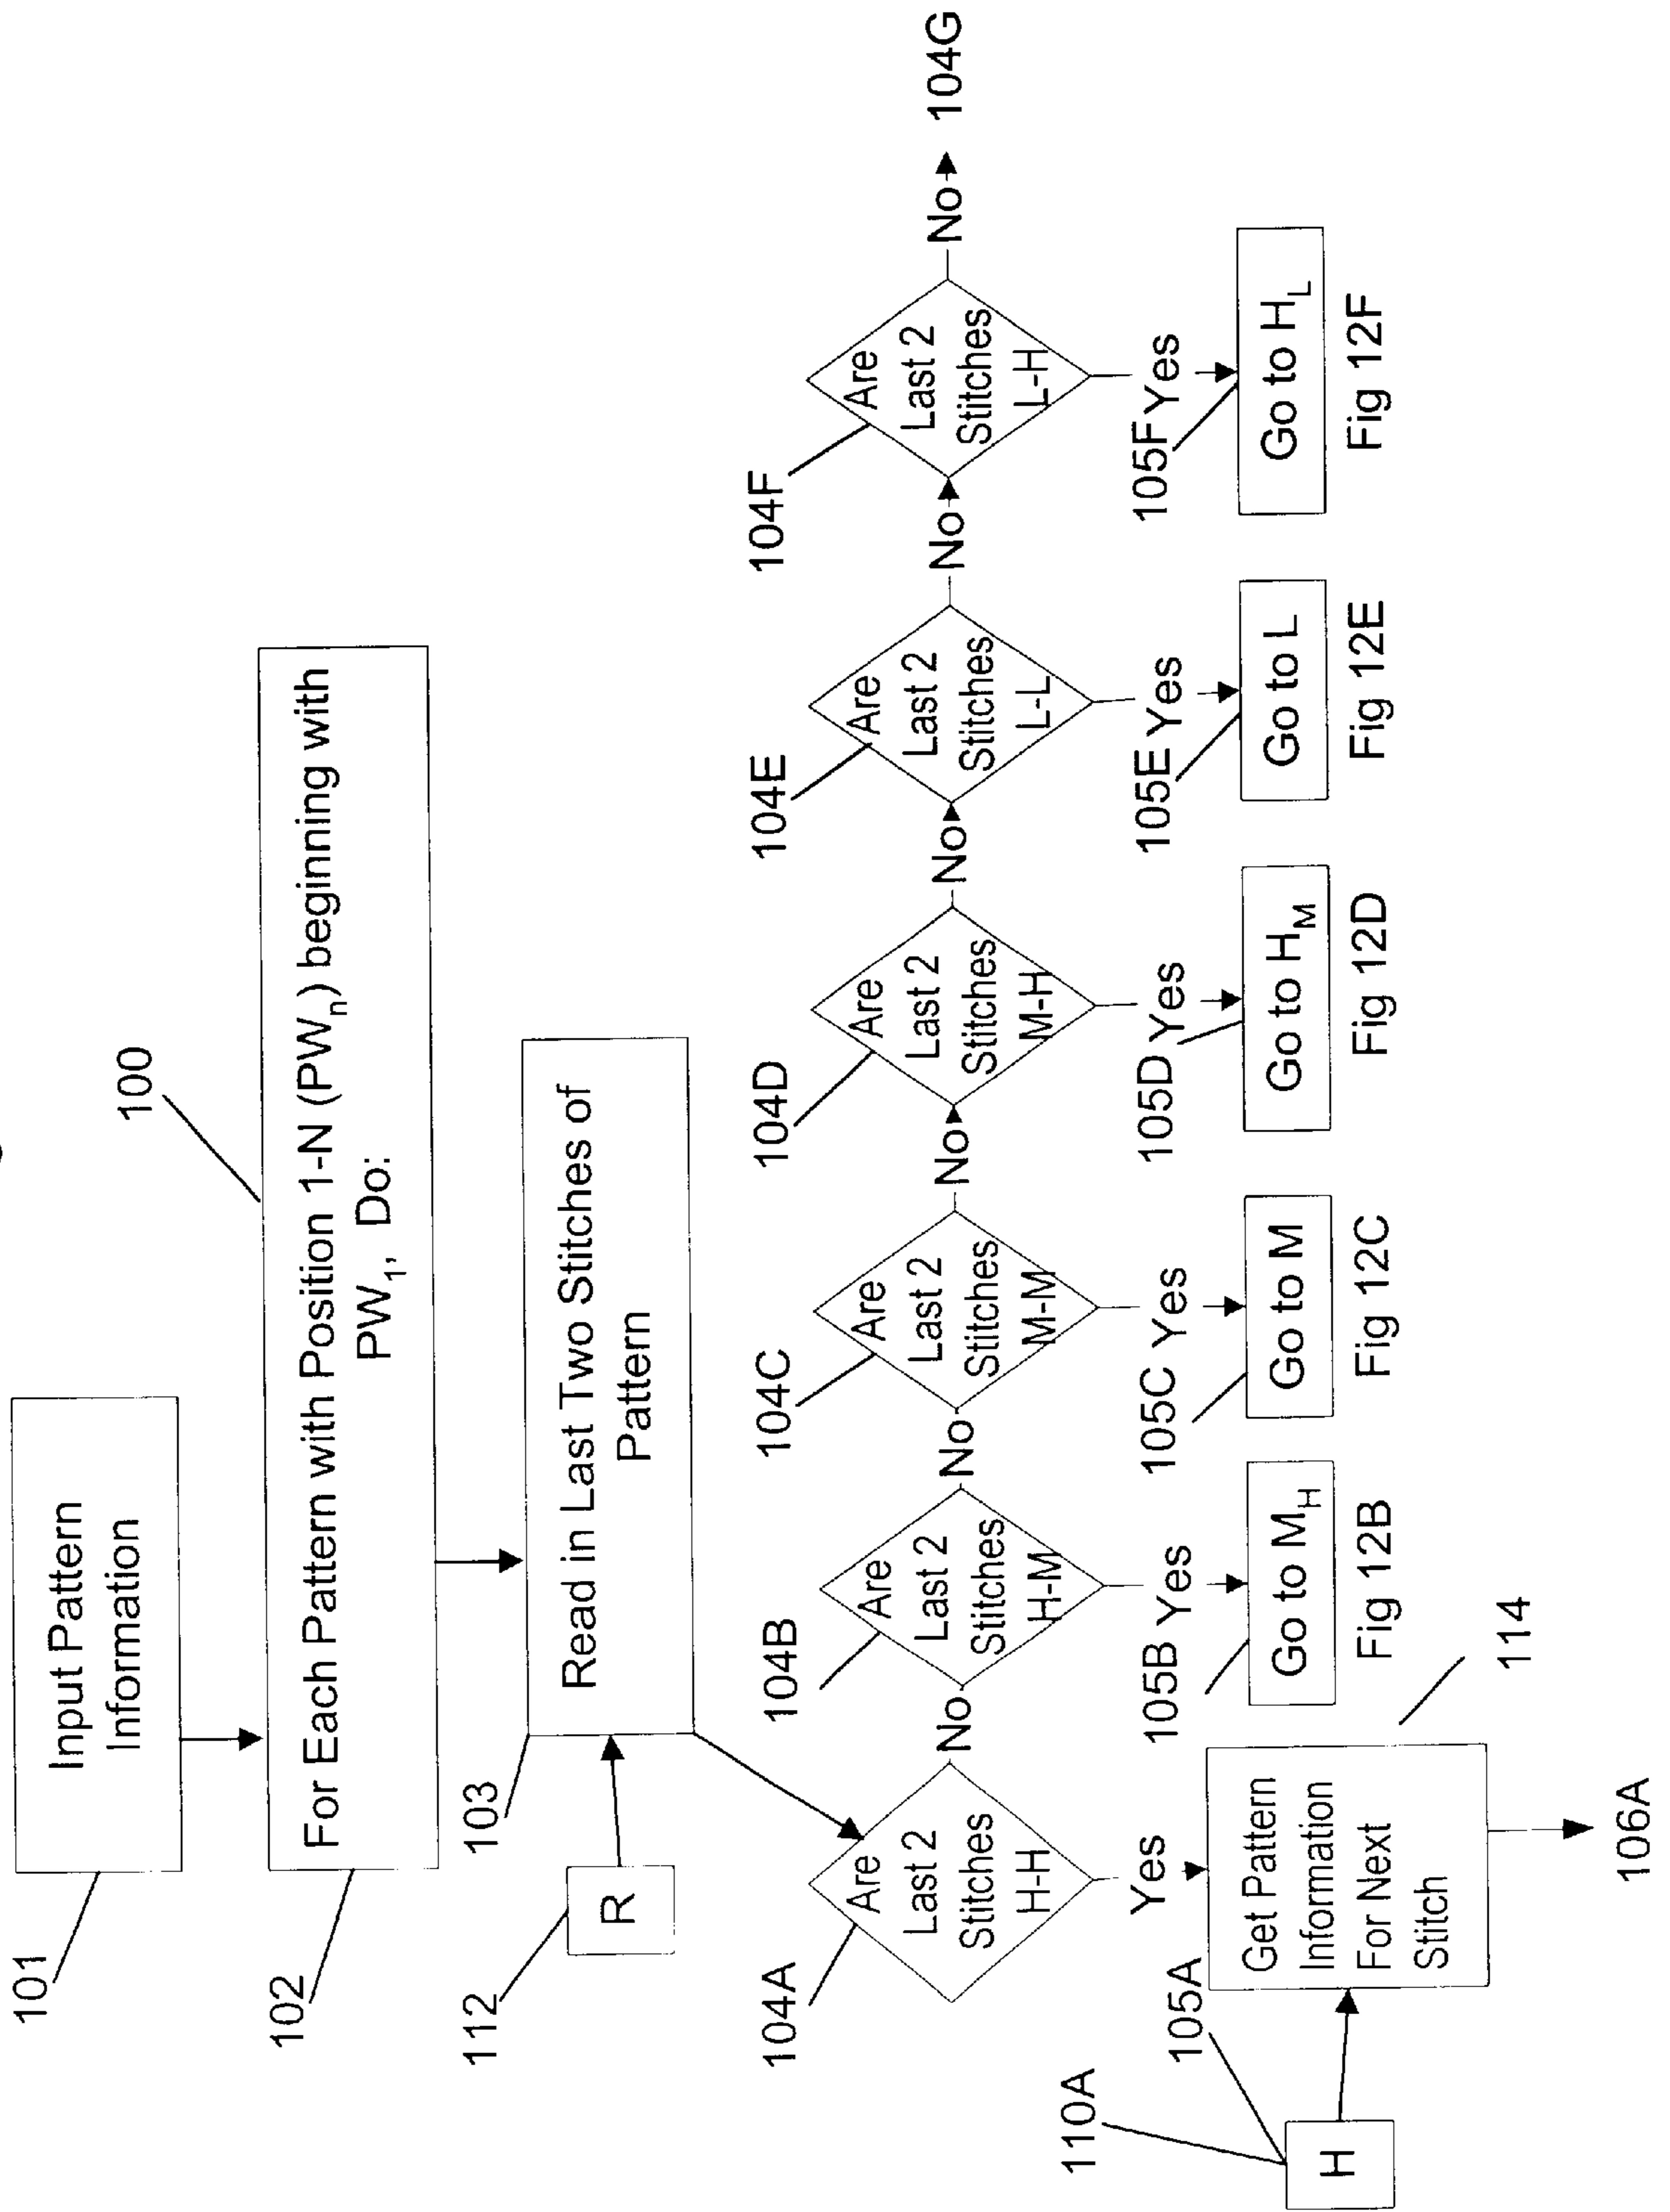 100
101
Input Pattern
Information
102
For Each Pattern with Position 1-N (PWn) beginning with
PW1, Do:
103
Read in Last Two Stitches of
Pattern
112
R
104A
Are
Last 2
Stitches
H-H
No
104B
Are
Last 2
Stitches
H-M
No
104C
Are
Last 2
Stitches
M-M
No
104D
Are
Last 2
Stitches
M-H
No
104E
Are
Last 2
Stitches
L-L
No
104F
Are
Last 2
Stitches
L-H
No
104G
Yes
105B Yes
105C Yes
105D Yes
105E Yes
105F Yes
110A
105A
H
Get Pattern
Information
For Next
Stitch
114
106A
Go to MH
Fig 12B
Go to M
Fig 12C
Go to HM
Fig 12D
Go to L
Fig 12E
Go to HL
Fig 12F